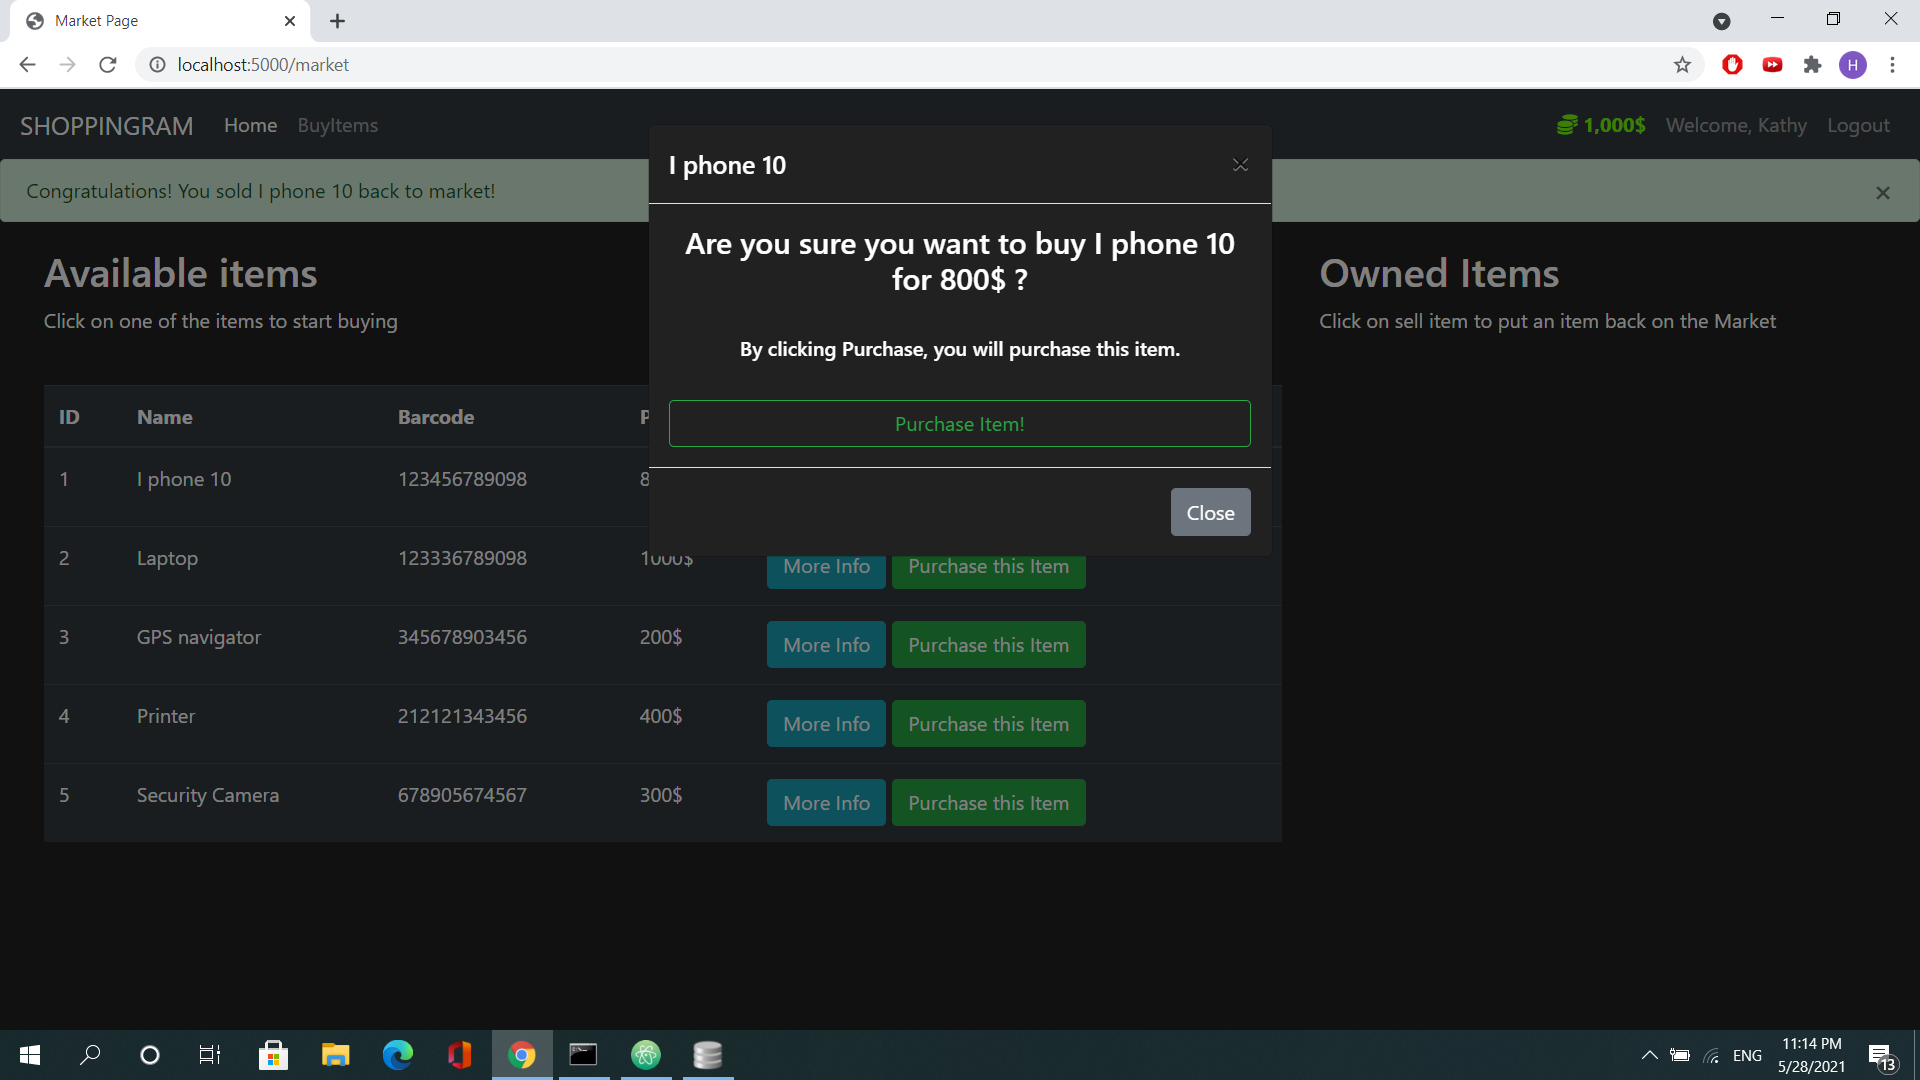 Market Page
localhost:5000/market
H
SHOPPINGRAM Home BuyItems 1,000$ Welcome, Kathy Logout
Congratulations! You sold I phone 10 back to market!
I phone 10
Are you sure you want to buy I phone 10
for 800$ ?
By clicking Purchase, you will purchase this item.
Purchase Item!
Close
Available items
Click on one of the items to start buying
Owned Items
Click on sell item to put an item back on the Market
ID Name Barcode P
1 I phone 10 123456789098 8
2 Laptop 123336789098 1000$ More Info Purchase this Item
3 GPS navigator 345678903456 200$ More Info Purchase this Item
4 Printer 212121343456 400$ More Info Purchase this Item
5 Security Camera 678905674567 300$ More Info Purchase this Item
ENG
11:14 PM
5/28/2021
13